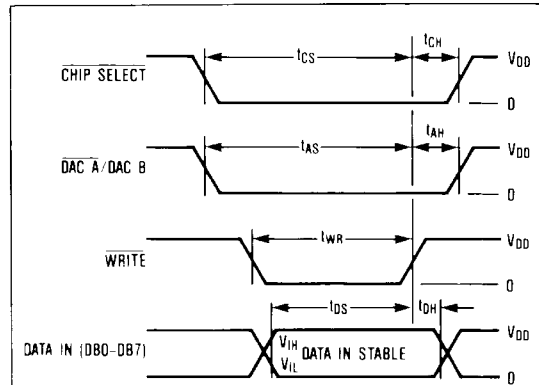 tCS
tCH
VDD
CHIP SELECT
0
tAS
tAH
VDD
DAC A/DAC B
0
tWR
VDD
WRITE
0
tDS
tDH
VDD
DATA IN (DB0-DB7)
VIH
VIL
DATA IN STABLE
0